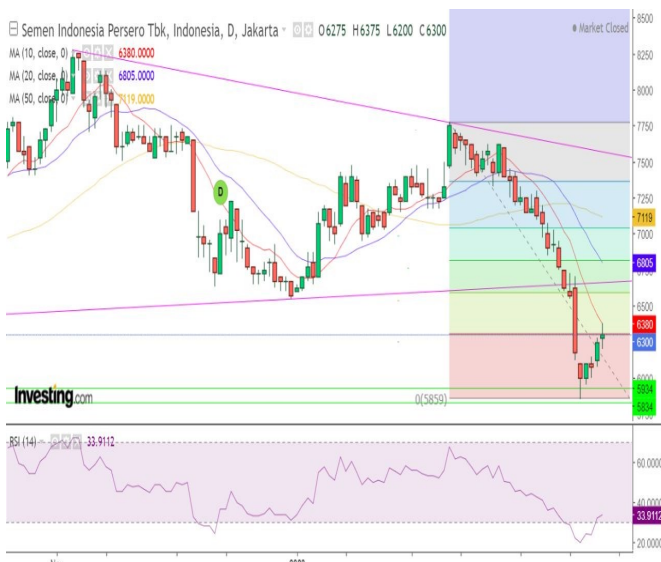 Semen Indonesia Persero Tbk, Indonesia, D, Jakarta O6275 H6375 L6200 C6300
Market Closed
MA (10, close, 0) 6380.0000
MA (20, close, 0) 6805.0000
MA (50, close, 0) 7119.0000
D
8500
8250
8000
7750
7500
7250
7119
7000
6805
6750
6500
6380
6300
6000
5934
5834
0(5859)
Investing.com
RSI (14) 33.9112
60.0000
40.0000
33.9112
20.0000